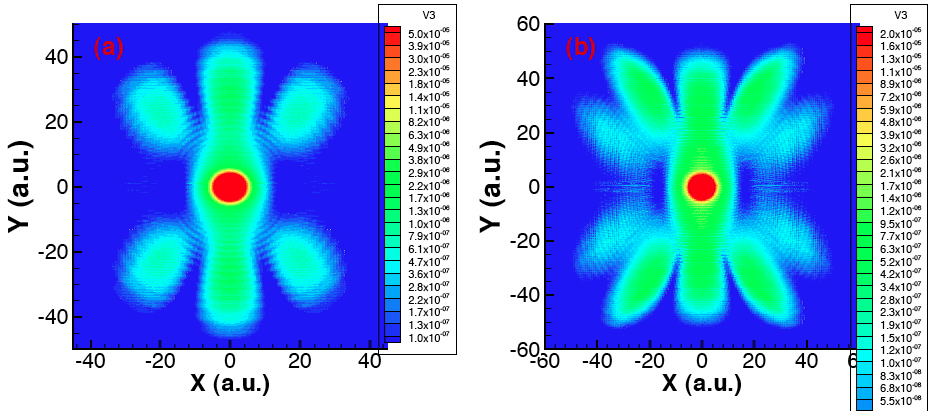 (a)
Y (a.u.)
40
20
0
-20
-40
-40 -20 0 20 40
X (a.u.)
V3
5.0x10⁻⁰⁵
3.9x10⁻⁰⁵
3.0x10⁻⁰⁵
2.3x10⁻⁰⁵
1.8x10⁻⁰⁵
1.4x10⁻⁰⁵
1.1x10⁻⁰⁵
8.2x10⁻⁰⁶
6.3x10⁻⁰⁶
4.9x10⁻⁰⁶
3.8x10⁻⁰⁶
2.9x10⁻⁰⁶
2.2x10⁻⁰⁶
1.7x10⁻⁰⁶
1.3x10⁻⁰⁶
1.0x10⁻⁰⁶
7.9x10⁻⁰⁷
6.1x10⁻⁰⁷
4.7x10⁻⁰⁷
3.6x10⁻⁰⁷
2.8x10⁻⁰⁷
2.2x10⁻⁰⁷
1.7x10⁻⁰⁷
1.3x10⁻⁰⁷
1.0x10⁻⁰⁷
(b)
Y (a.u.)
60
40
20
0
-20
-40
-60
-60 -40 -20 0 20 40 6
X (a.u.)
V3
2.0x10⁻⁰⁵
1.6x10⁻⁰⁵
1.3x10⁻⁰⁵
1.1x10⁻⁰⁵
8.9x10⁻⁰⁶
7.2x10⁻⁰⁶
5.9x10⁻⁰⁶
4.8x10⁻⁰⁶
3.9x10⁻⁰⁶
3.2x10⁻⁰⁶
2.6x10⁻⁰⁶
2.1x10⁻⁰⁶
1.7x10⁻⁰⁶
1.4x10⁻⁰⁶
1.2x10⁻⁰⁶
9.5x10⁻⁰⁷
7.7x10⁻⁰⁷
6.3x10⁻⁰⁷
5.2x10⁻⁰⁷
4.2x10⁻⁰⁷
3.4x10⁻⁰⁷
2.8x10⁻⁰⁷
2.3x10⁻⁰⁷
1.9x10⁻⁰⁷
1.5x10⁻⁰⁷
1.2x10⁻⁰⁷
1.0x10⁻⁰⁷
8.3x10⁻⁰⁸
6.8x10⁻⁰⁸
5.5x10⁻⁰⁸